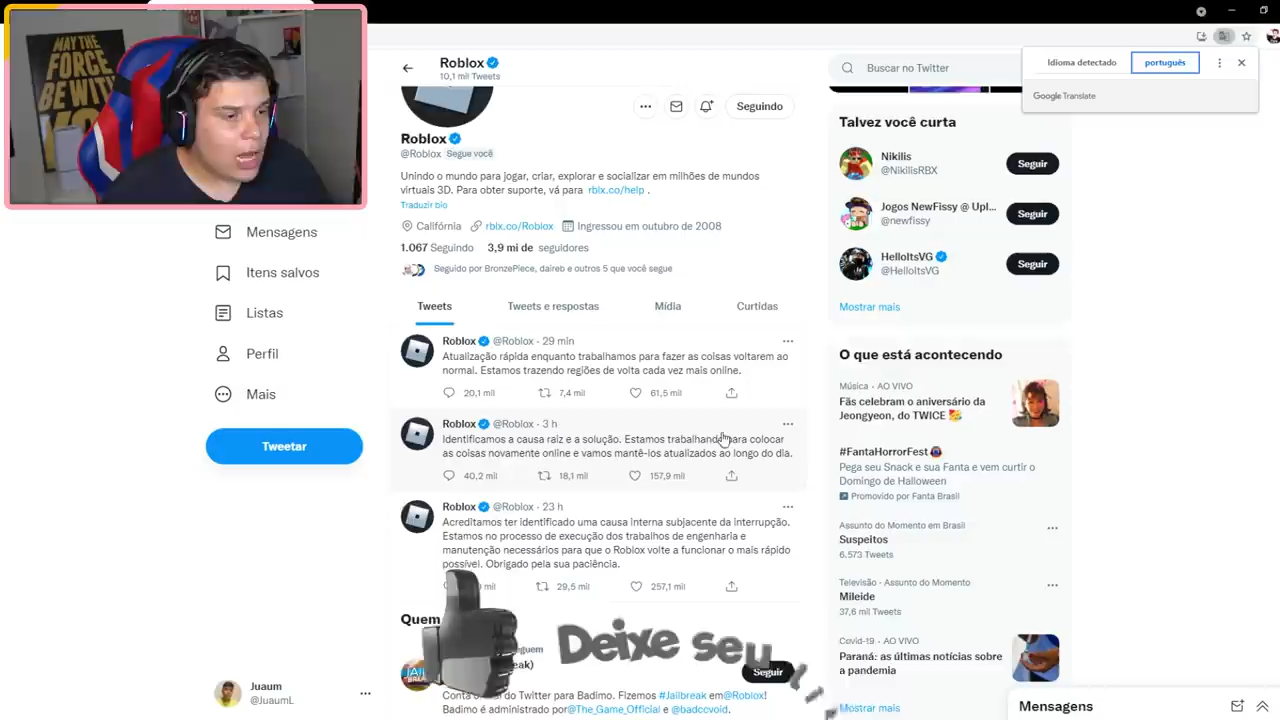 MAY THE
FORCE
BE WITH
Roblox
10,1 mil Tweets
Buscar no Twitter
Idioma detectado
português
Google Translate
Seguindo
Roblox
@Roblox Segue você
Unindo o mundo para jogar, criar, explorar e socializar em milhões de mundos
virtuais 3D. Para obter suporte, vá para rblx.co/help .
Traduzir bio
Califórnia rblx.co/Roblox Ingressou em outubro de 2008
1.067 Seguindo 3,9 mi de seguidores
Seguido por BronzePiece, daireb e outros 5 que você segue
Tweets
Tweets e respostas
Mídia
Curtidas
Roblox @Roblox · 29 min
Atualização rápida enquanto trabalhamos para fazer as coisas voltarem ao
normal. Estamos trazendo regiões de volta cada vez mais online.
20,1 mil 7,4 mil 61,5 mil
Roblox @Roblox · 3 h
Identificamos a causa raiz e a solução. Estamos trabalhando para colocar
as coisas novamente online e vamos mantê-los atualizados ao longo do dia.
40,2 mil 18,1 mil 157,9 mil
Roblox @Roblox · 23 h
Acreditamos ter identificado uma causa interna subjacente da interrupção.
Estamos no processo de execução dos trabalhos de engenharia e
manutenção necessários para que o Roblox volte a funcionar o mais rápido
possível. Obrigado pela sua paciência.
mil 29,5 mil 257,1 mil
Quem
Seguir
Conta do Twitter para Badimo. Fizemos #Jailbreak em@Roblox!
Badimo é administrado por@The_Game_Official e @badccvoid.
Deixe seu
Mensagens
Itens salvos
Listas
Perfil
Mais
Tweetar
Juaum
@JuaumL
Talvez você curta
Nikilis
@NikilisRBX
Seguir
Jogos NewFissy @ Upl...
@newfissy
Seguir
HelloItsVG
@HelloItsVG
Seguir
Mostrar mais
O que está acontecendo
Música · AO VIVO
Fãs celebram o aniversário da
Jeongyeon, do TWICE
#FantaHorrorFest
Pega seu Snack e sua Fanta e vem curtir o
Domingo de Halloween
Promovido por Fanta Brasil
Assunto do Momento em Brasil
Suspeitos
6.573 Tweets
Televisão · Assunto do Momento
Mileide
37,6 mil Tweets
Covid-19 · AO VIVO
Paraná: as últimas notícias sobre
a pandemia
Mostrar mais
Mensagens